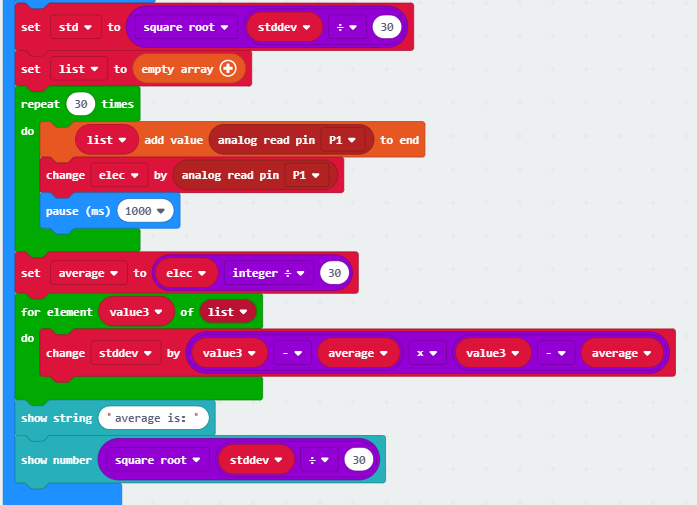 set std to square root stddev ÷ 30
set list to empty array
repeat 30 times
do
list add value analog read pin P1 to end
change elec by analog read pin P1
pause (ms) 1000
set average to elec integer ÷ 30
for element value3 of list
do
change stddev by value3 - average x value3 - average
show string "average is: "
show number square root stddev ÷ 30